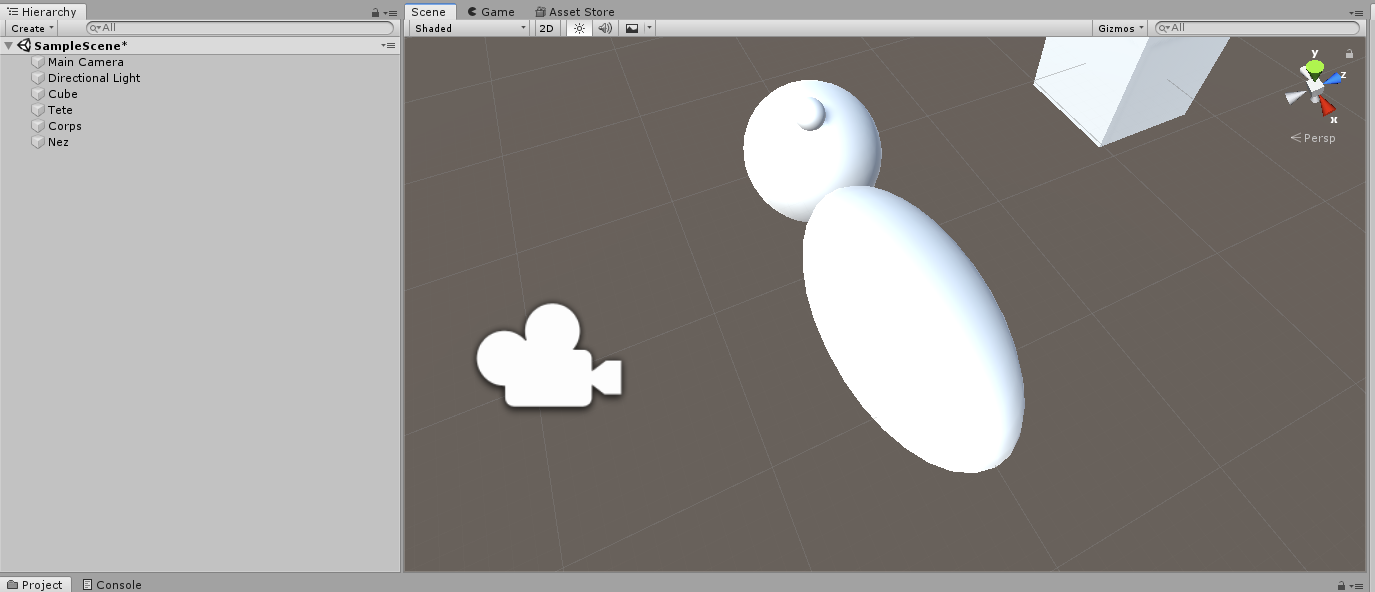 Hierarchy
Create All
SampleScene*
Main Camera
Directional Light
Cube
Tete
Corps
Nez
Scene Game Asset Store
Shaded 2D Gizmos All
y
z
x
Persp
Project Console